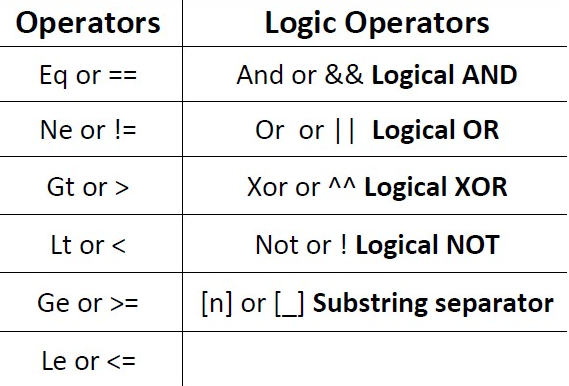 Operators Logic Operators
Eq or == And or && Logical AND
Ne or != Or or || Logical OR
Gt or > Xor or ^^ Logical XOR
Lt or < Not or ! Logical NOT
Ge or >= [n] or [_] Substring separator
Le or <=